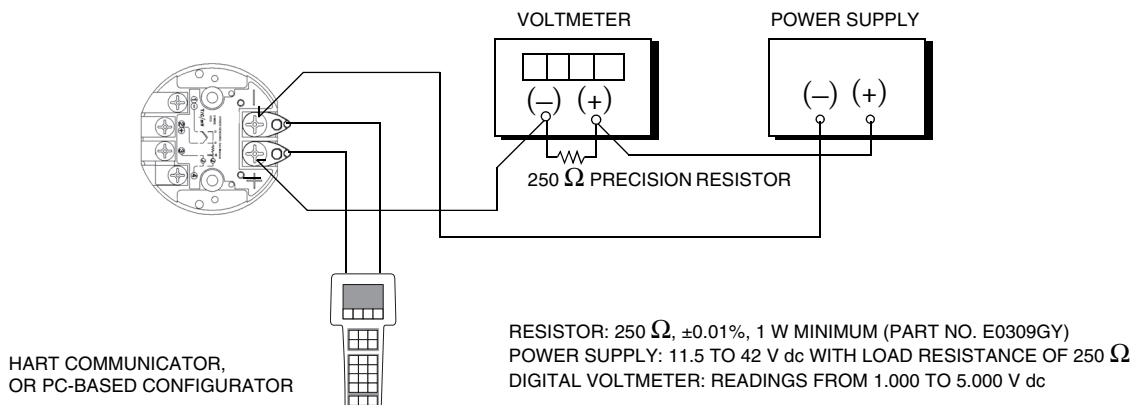 VOLTMETER
POWER SUPPLY
(–) (+)
(–) (+)
– 
+
250 Ω PRECISION RESISTOR
HART COMMUNICATOR,
OR PC-BASED CONFIGURATOR
RESISTOR: 250 Ω, ±0.01%, 1 W MINIMUM (PART NO. E0309GY)
POWER SUPPLY: 11.5 TO 42 V dc WITH LOAD RESISTANCE OF 250 Ω
DIGITAL VOLTMETER: READINGS FROM 1.000 TO 5.000 V dc